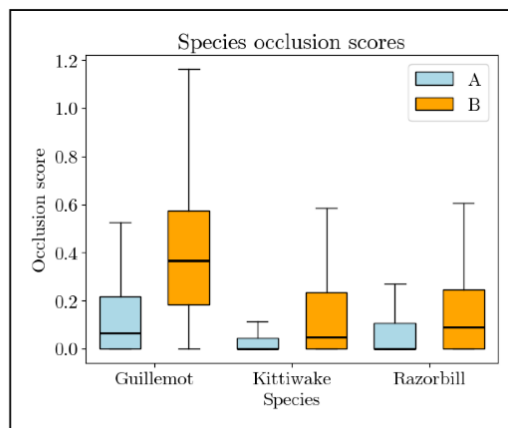 Species occlusion scores
1.2
1.0
0.8
0.6
0.4
0.2
0.0
Occlusion score
A
B
Guillemot Kittiwake Razorbill
Species